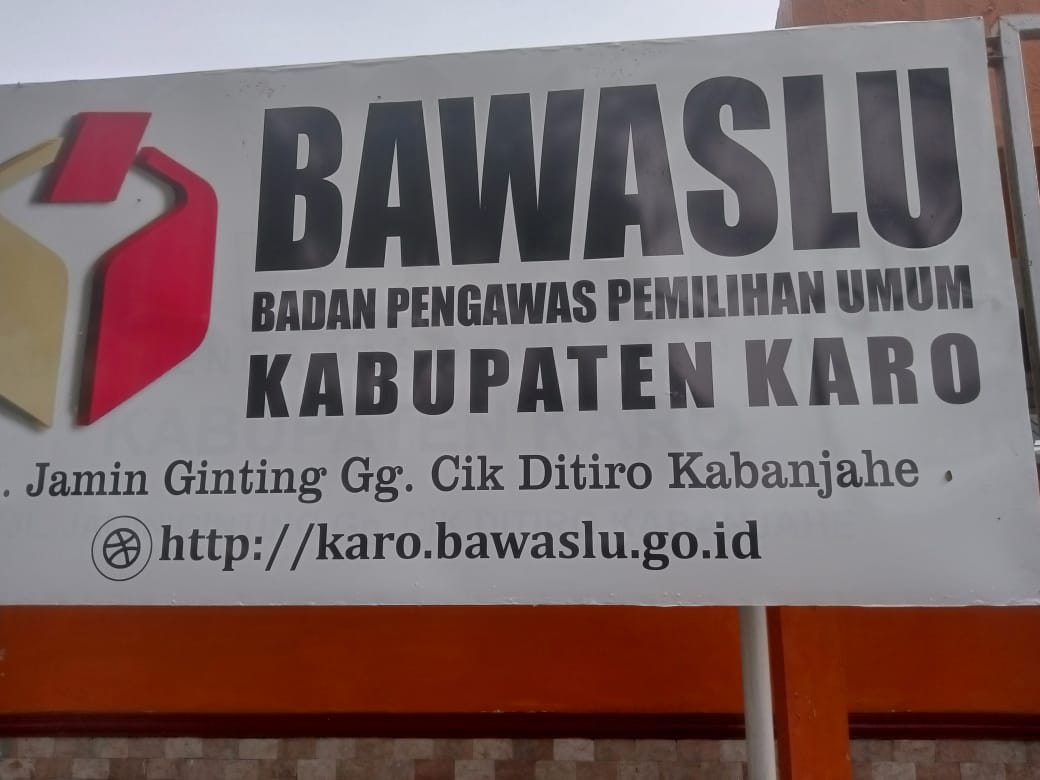 BAWASLU
BADAN PENGAWAS PEMILIHAN UMUM
KABUPATEN KARO
. Jamin Ginting Gg. Cik Ditiro Kabanjahe
http://karo.bawaslu.go.id